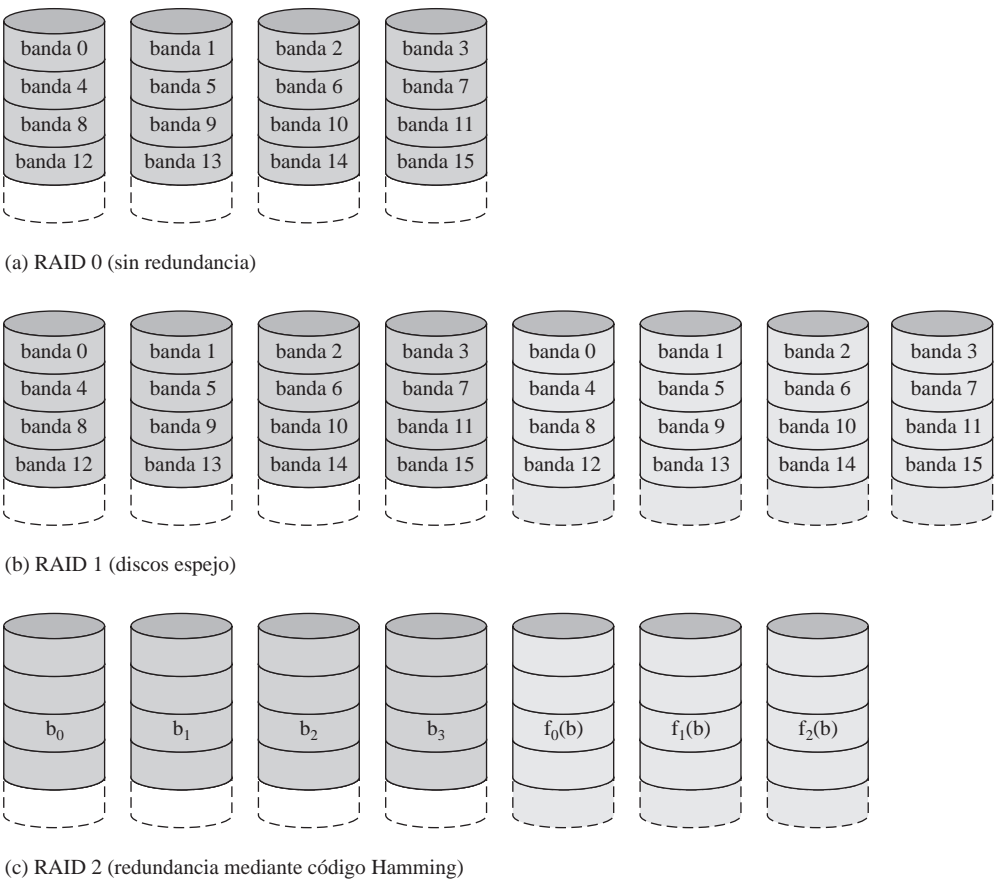 banda 0 banda 1 banda 2 banda 3
banda 4 banda 5 banda 6 banda 7
banda 8 banda 9 banda 10 banda 11
banda 12 banda 13 banda 14 banda 15
(a) RAID 0 (sin redundancia)
banda 0 banda 1 banda 2 banda 3 banda 0 banda 1 banda 2 banda 3
banda 4 banda 5 banda 6 banda 7 banda 4 banda 5 banda 6 banda 7
banda 8 banda 9 banda 10 banda 11 banda 8 banda 9 banda 10 banda 11
banda 12 banda 13 banda 14 banda 15 banda 12 banda 13 banda 14 banda 15
(b) RAID 1 (discos espejo)
b₀ b₁ b₂ b₃ f₀(b) f₁(b) f₂(b)
(c) RAID 2 (redundancia mediante código Hamming)